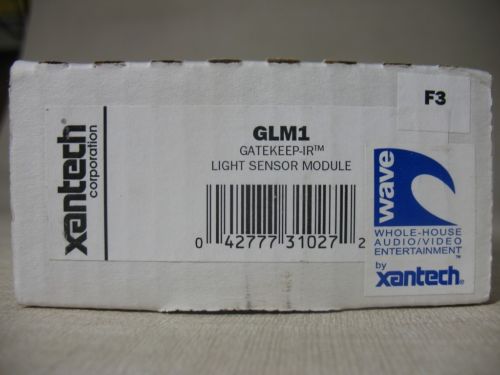 F3
xantech®
corporation
GLM1
GATEKEEP-IR™
LIGHT SENSOR MODULE
0 42777 31027 2
wave
WHOLE-HOUSE
AUDIO/VIDEO
ENTERTAINMENT™
by
xantech®